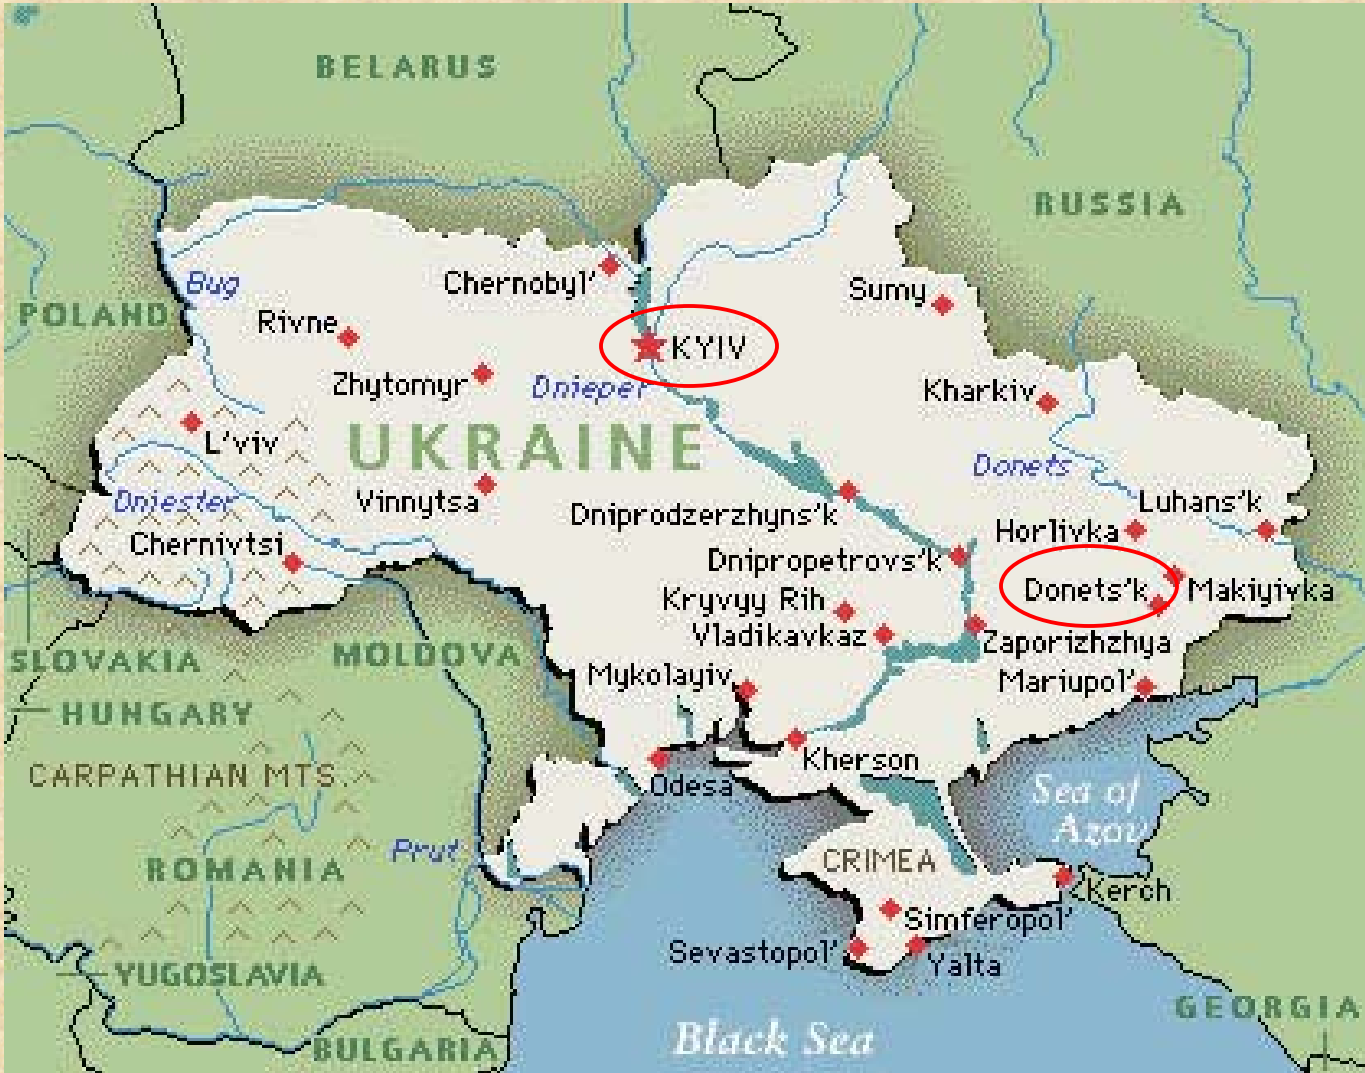 BELARUS
RUSSIA
Chernobyl'
Bug
Sumy
POLAND
Rivne
KYIV
Zhytomyr
Dnieper
Kharkiv
L'viv
UKRAINE
Donets
Dniester
Vinnytsa
Luhans'k
Dniprodzerzhyns'k
Horlivka
Chernivtsi
Dnipropetrovs'k
Donets'k
Makiyivka
Kryvyy Rih
Vladikavkaz
Zaporizhzhya
SLOVAKIA
MOLDOVA
Mykolayiv
Mariupol'
HUNGARY
Kherson
CARPATHIAN MTS.
Odesa
Sea of
Azov
Prut
CRIMEA
ROMANIA
Kerch
Simferopol'
Sevastopol'
Yalta
YUGOSLAVIA
GEORGIA
Black Sea
BULGARIA